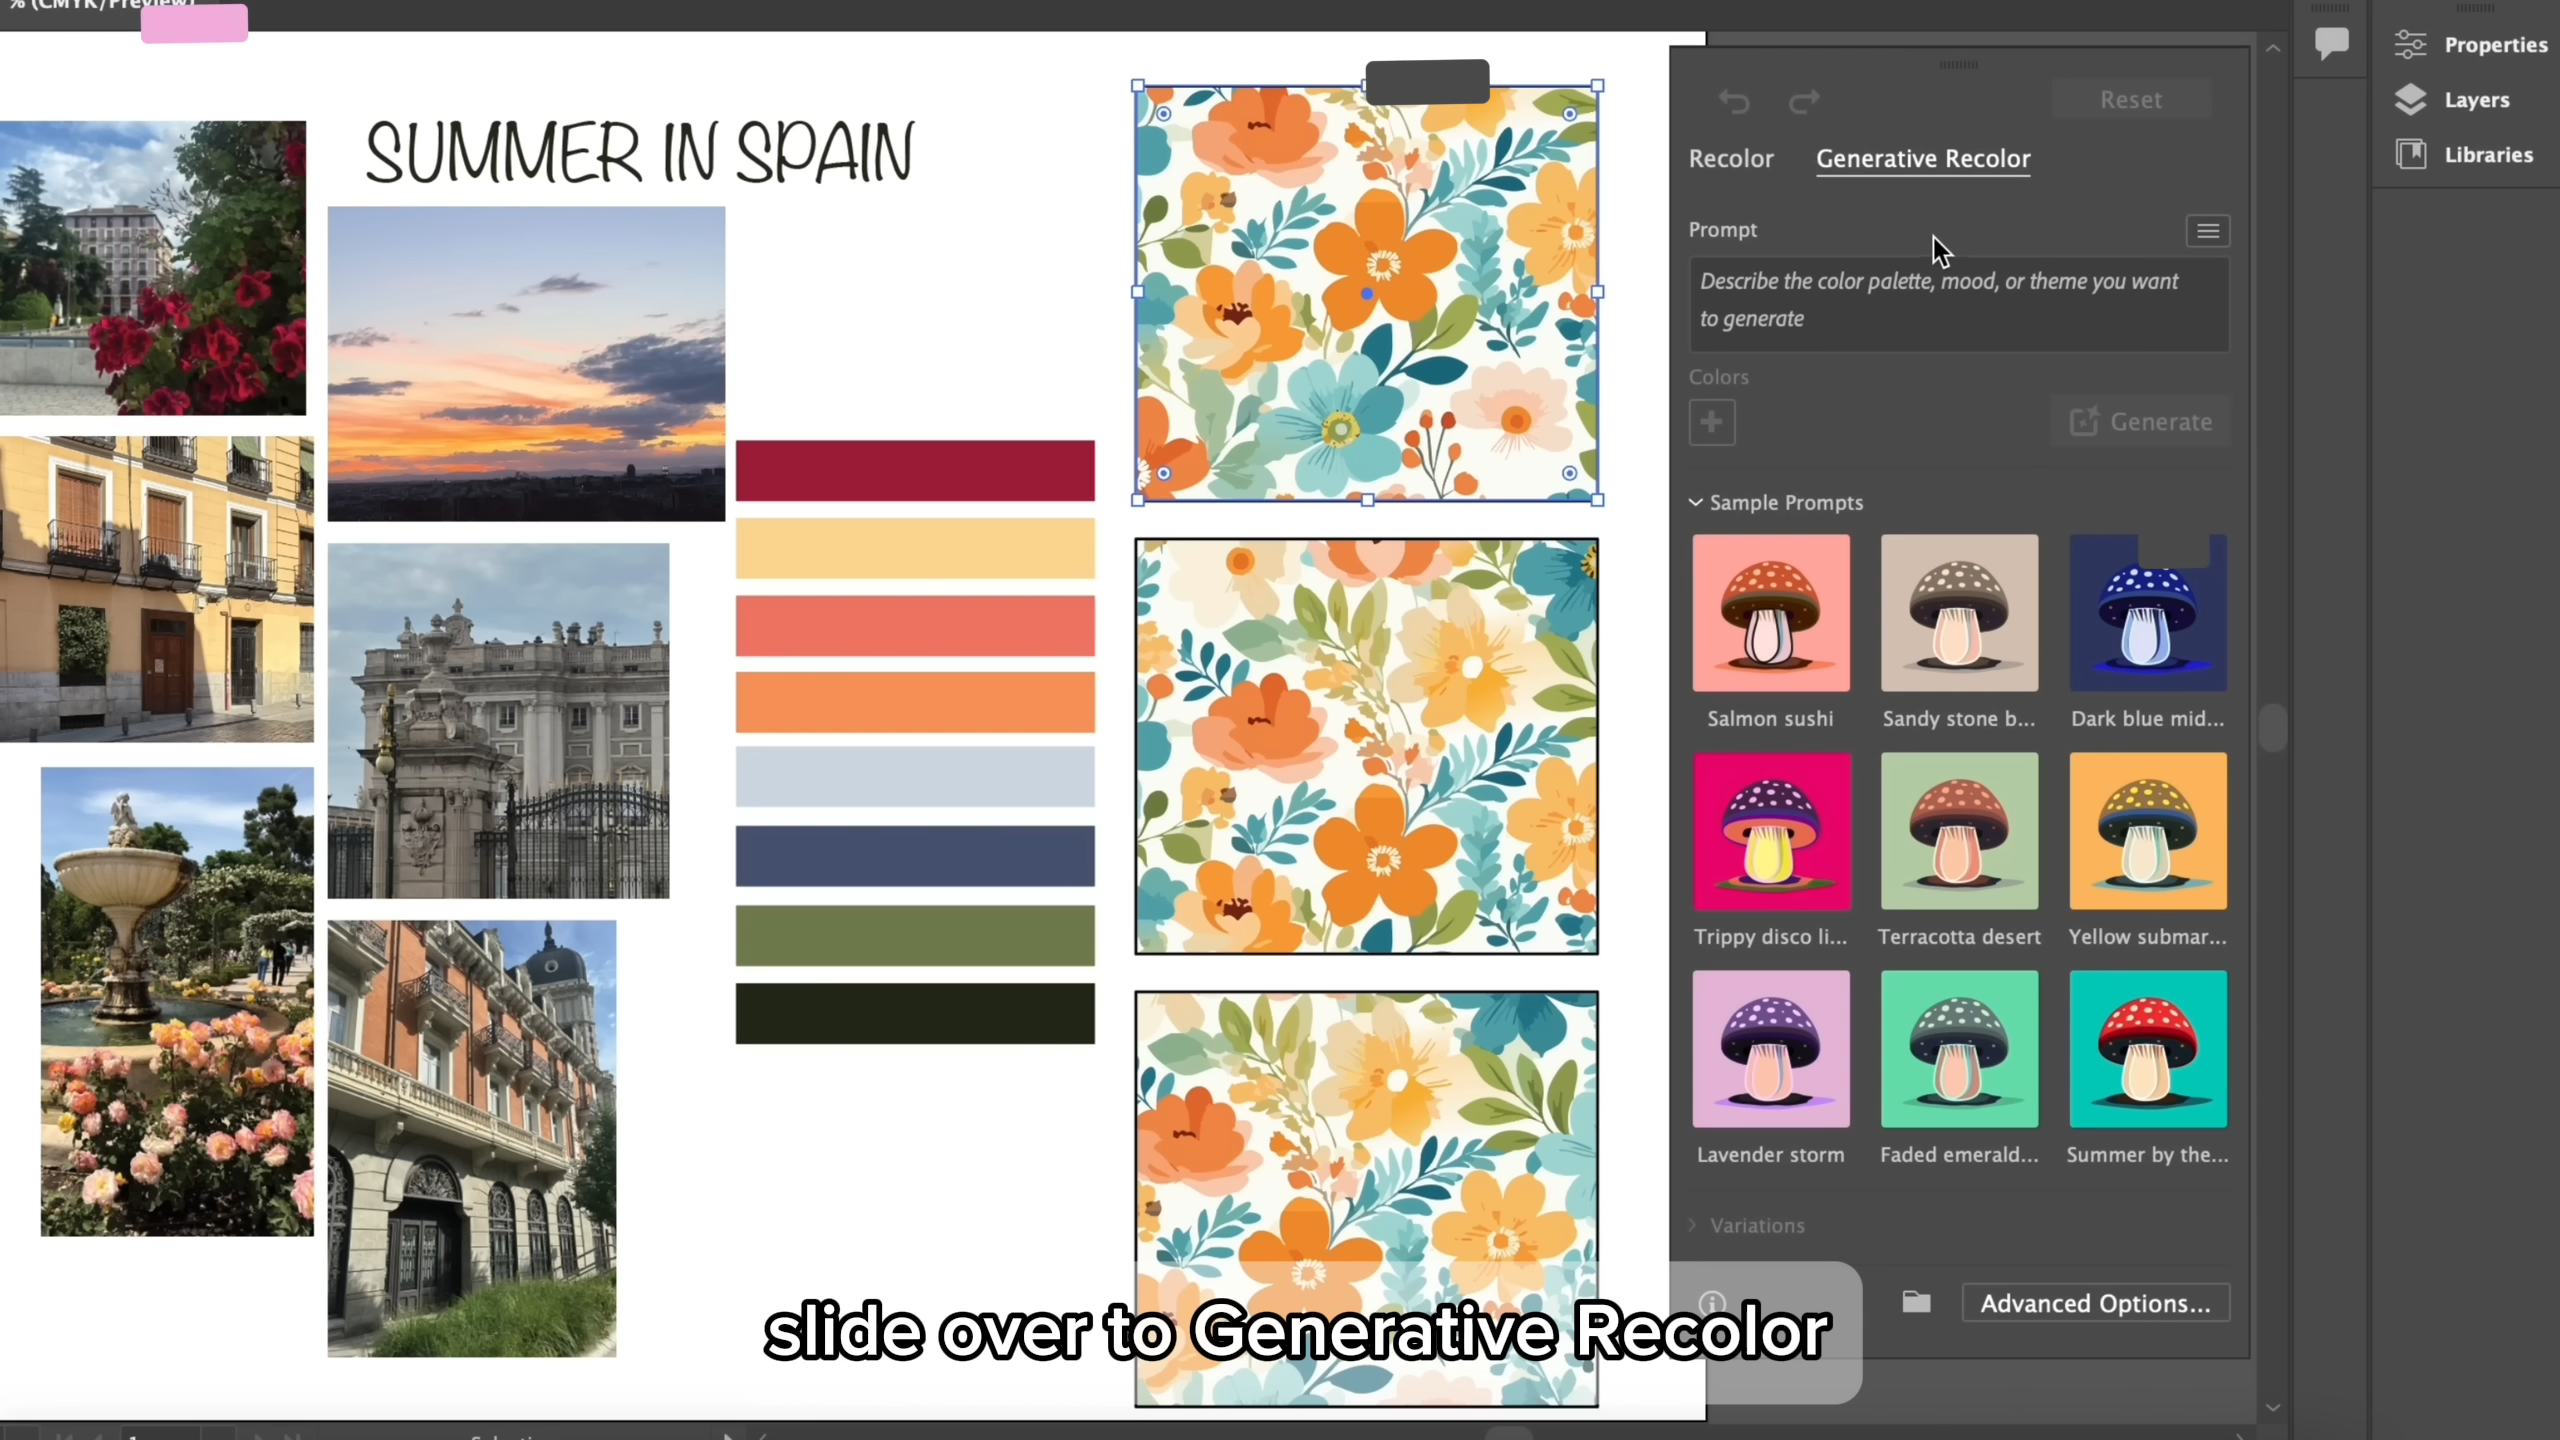 % (CMYK/Preview)
SUMMER IN SPAIN
Reset
Recolor
Generative Recolor
Prompt
Describe the color palette, mood, or theme you want
to generate
Colors
Generate
Sample Prompts
Salmon sushi
Sandy stone b...
Dark blue mid...
Trippy disco li...
Terracotta desert
Yellow submar...
Lavender storm
Faded emerald...
Summer by the...
Variations
Advanced Options...
Properties
Layers
Libraries
slide over to Generative Recolor